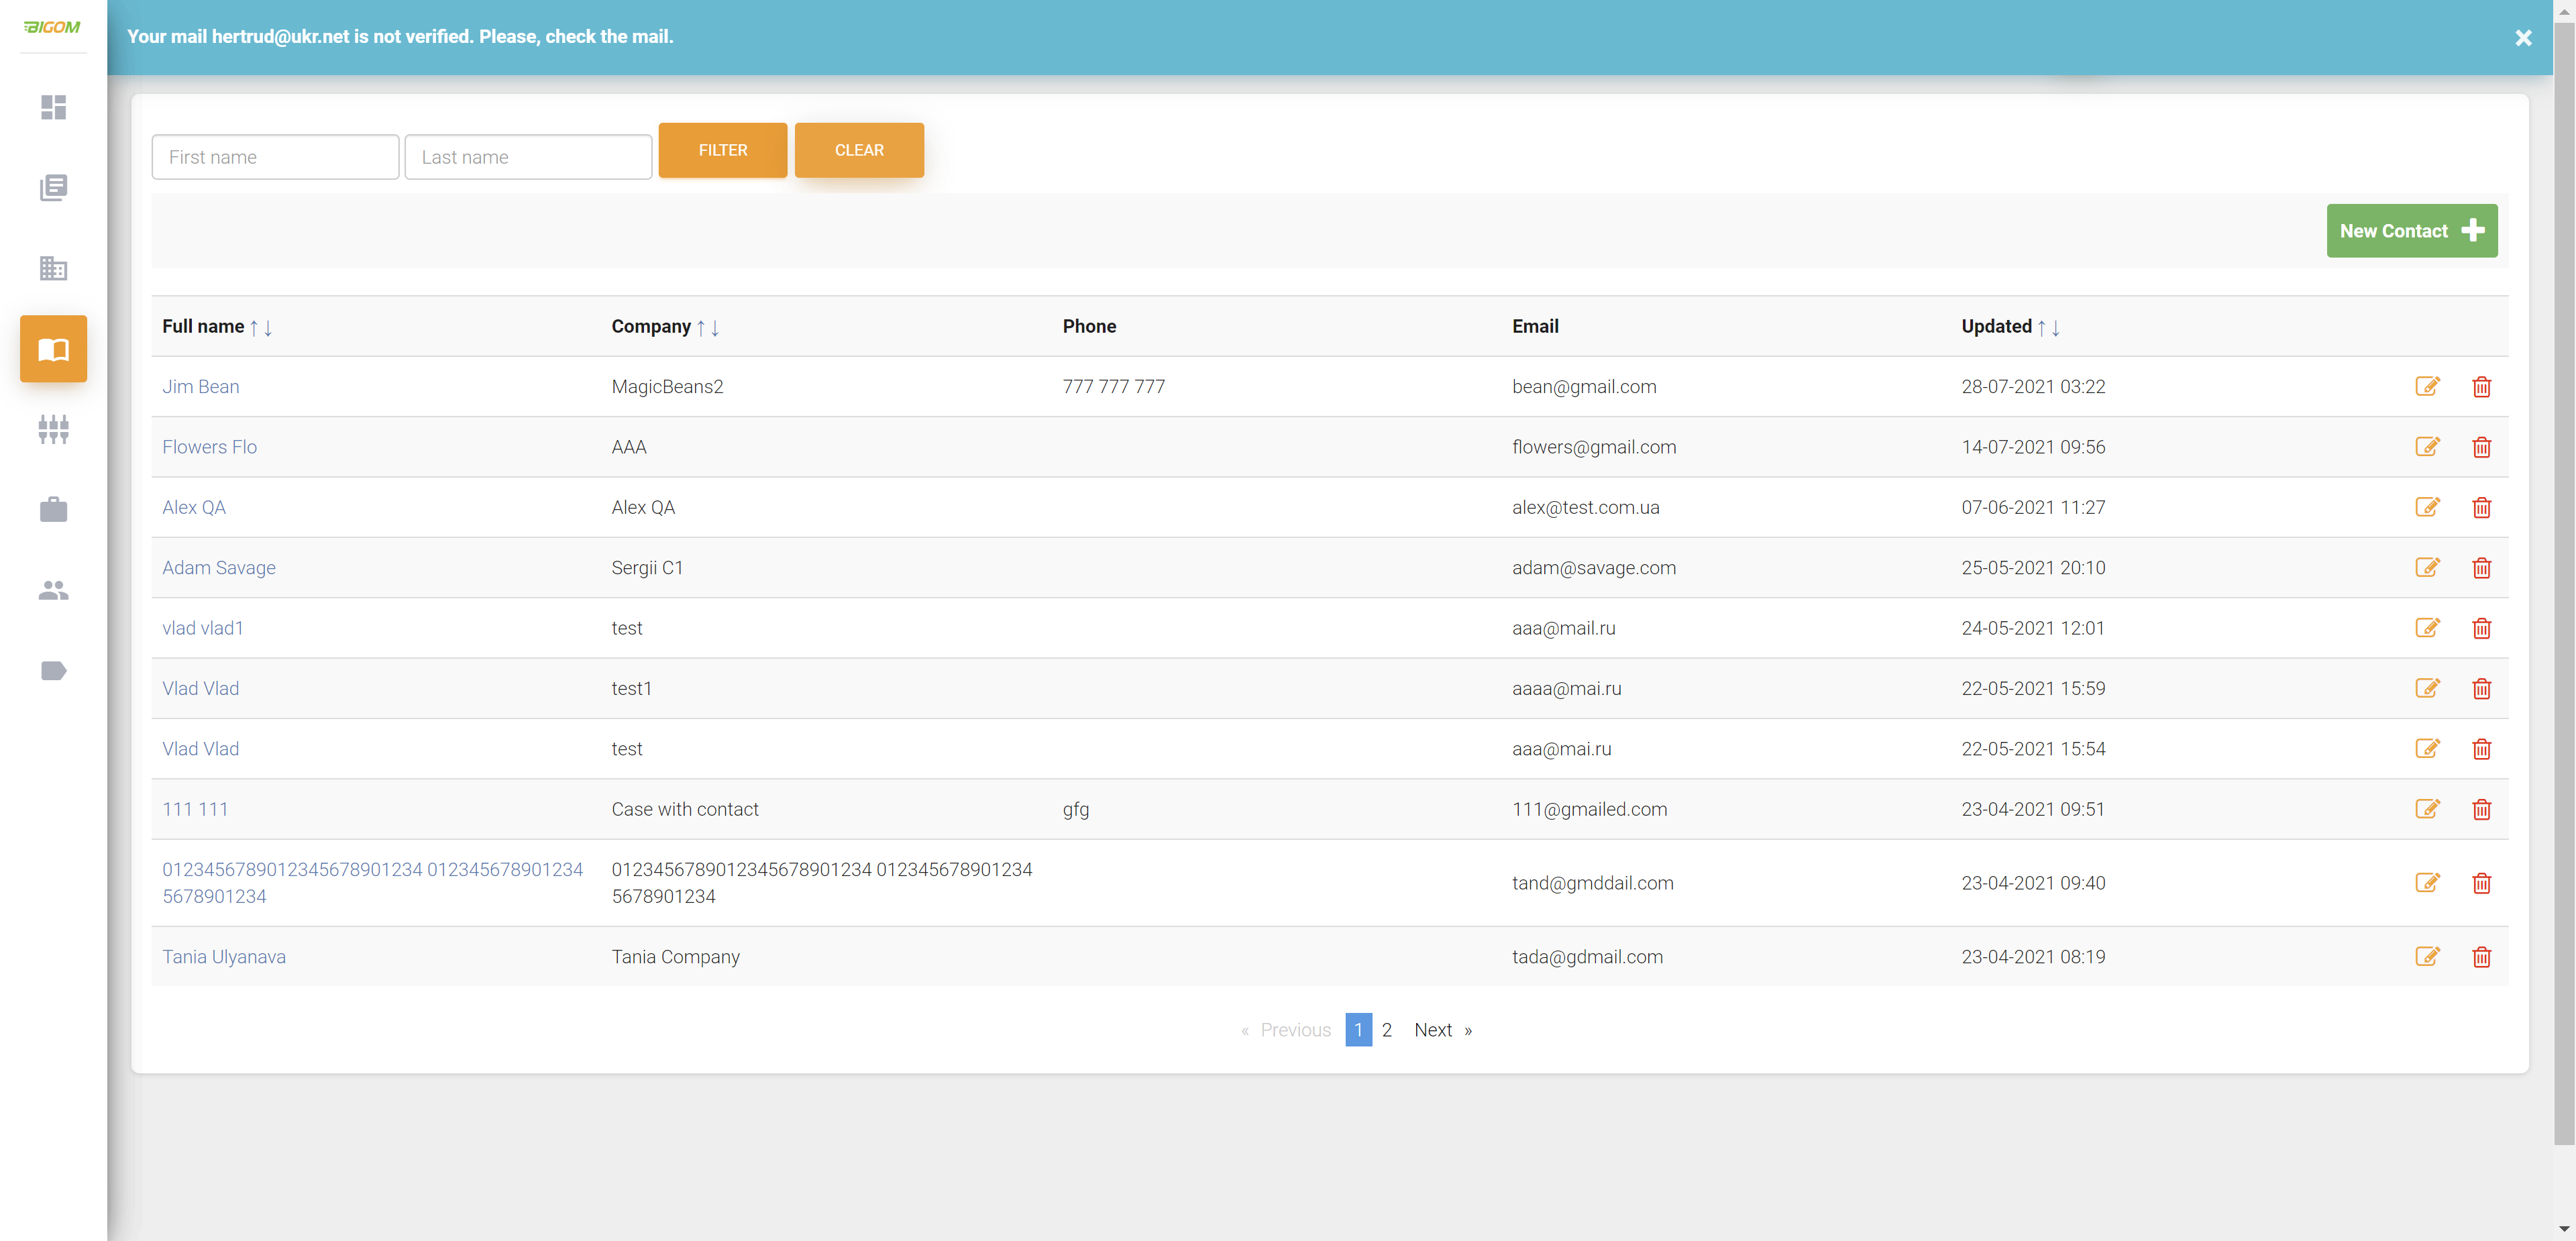 BIGOM
Your mail hertrud@ukr.net is not verified. Please, check the mail.
First name Last name FILTER CLEAR
New Contact
Full name ↑↓ Company ↑↓ Phone Email Updated ↑↓
Jim Bean MagicBeans2 777 777 777 bean@gmail.com 28-07-2021 03:22
Flowers Flo AAA flowers@gmail.com 14-07-2021 09:56
Alex QA Alex QA alex@test.com.ua 07-06-2021 11:27
Adam Savage Sergii C1 adam@savage.com 25-05-2021 20:10
vlad vlad1 test aaa@mail.ru 24-05-2021 12:01
Vlad Vlad test1 aaaa@mai.ru 22-05-2021 15:59
Vlad Vlad test aaa@mai.ru 22-05-2021 15:54
111 111 Case with contact gfg 111@gmailed.com 23-04-2021 09:51
0123456789012345678901234 012345678901234 0123456789012345678901234 012345678901234
5678901234 5678901234 tand@gmddail.com 23-04-2021 09:40
Tania Ulyanava Tania Company tada@gdmail.com 23-04-2021 08:19
« Previous 1 2 Next »